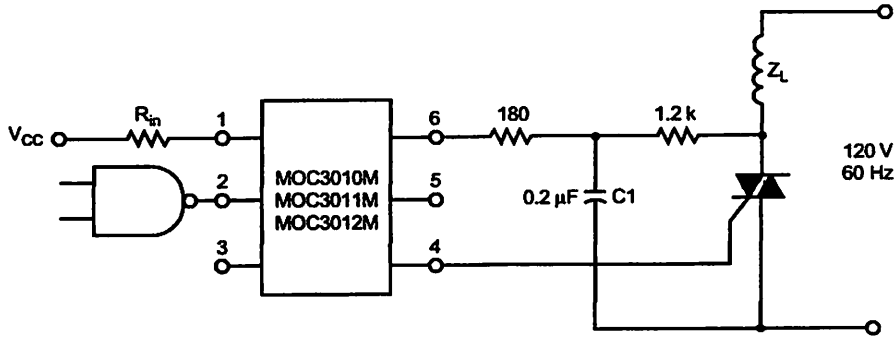 Z_L
V_CC
R_in
1
6
180
1.2 k
120 V
60 Hz
MOC3010M
MOC3011M
MOC3012M
2
5
0.2 µF
C1
3
4